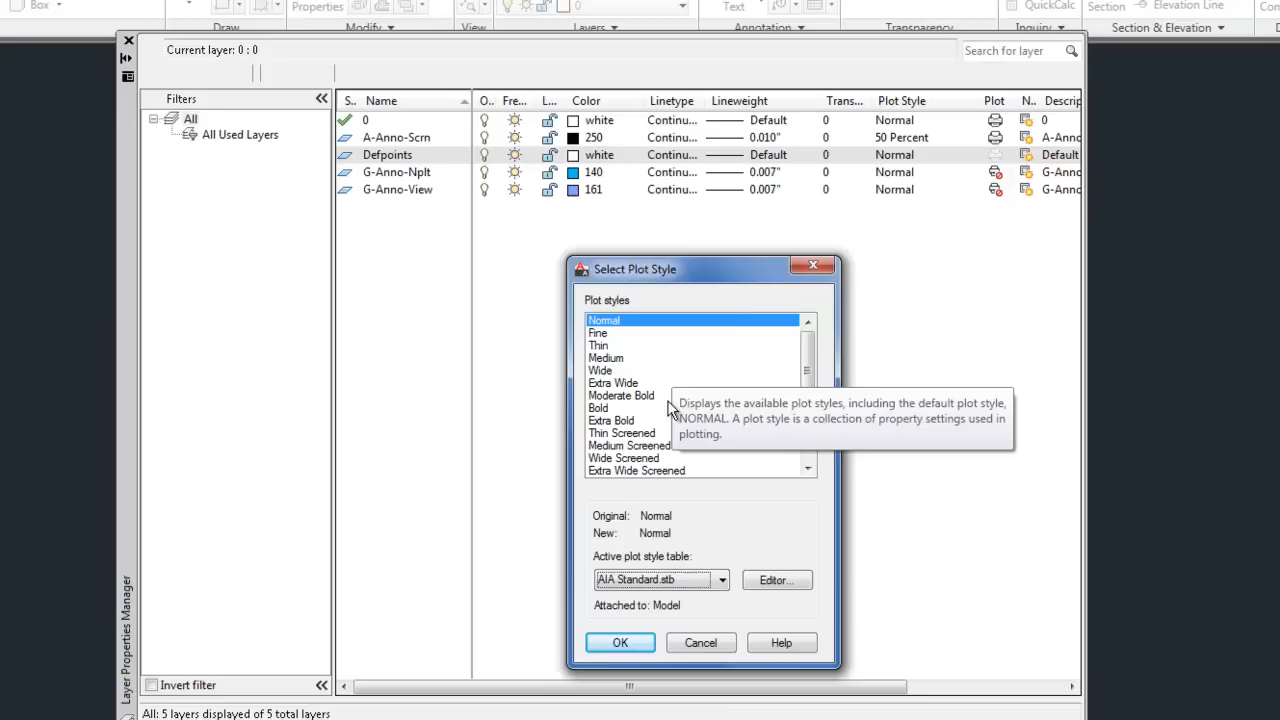 Box
Properties
Text
QuickCalc
Section
Elevation Line
Draw
Modify
View
Layers
Annotation
Transparency
Inquiry
Section & Elevation
Current layer: 0 : 0
Search for layer
Filters
S.. Name O.. Fre... L... Color Linetype Lineweight Trans... Plot Style Plot N.. Descrip
All
All Used Layers
0 white Continu... Default 0 Normal 0
A-Anno-Scrn 250 Continu... 0.010" 0 50 Percent A-Anno
Defpoints white Continu... Default 0 Normal Default
G-Anno-Nplt 140 Continu... 0.007" 0 Normal G-Anno
G-Anno-View 161 Continu... 0.007" 0 Normal G-Anno
Select Plot Style
Plot styles
Normal
Fine
Thin
Medium
Wide
Extra Wide
Moderate Bold
Bold
Extra Bold
Thin Screened
Medium Screened
Wide Screened
Extra Wide Screened
Displays the available plot styles, including the default plot style,
NORMAL. A plot style is a collection of property settings used in
plotting.
Original: Normal
New: Normal
Active plot style table:
AIA Standard.stb
Editor...
Attached to: Model
OK
Cancel
Help
Layer Properties Manager
Invert filter
All: 5 layers displayed of 5 total layers